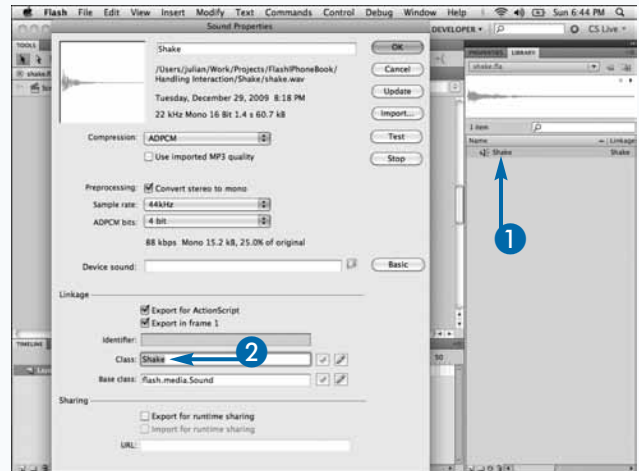 Flash File Edit View Insert Modify Text Commands Control Debug Window Help Sun 6:44 PM
Sound Properties
DEVELOPER CS Live
TOOLS
Shake
OK
PROPERTIES LIBRARY
shake.fla
/Users/julian/Work/Projects/FlashIPhoneBook/
Handling Interaction/Shake/shake.wav
Cancel
Tuesday, December 29, 2009 8:18 PM
Update
22 kHz Mono 16 Bit 1.4 s 60.7 kB
Import...
1 item
Compression: ADPCM
Test
Name Linkage
Use imported MP3 quality
Stop
Shake Shake
Preprocessing: Convert stereo to mono
Sample rate: 44kHz
ADPCM bits: 4 bit
1
88 kbps Mono 15.2 kB, 25.0% of original
Device sound:
Basic
Linkage
Export for ActionScript
Export in frame 1
Identifier:
TIMELINE
Class: Shake
2
50
Base class: flash.media.Sound
Sharing
Export for runtime sharing
Import for runtime sharing
URL: